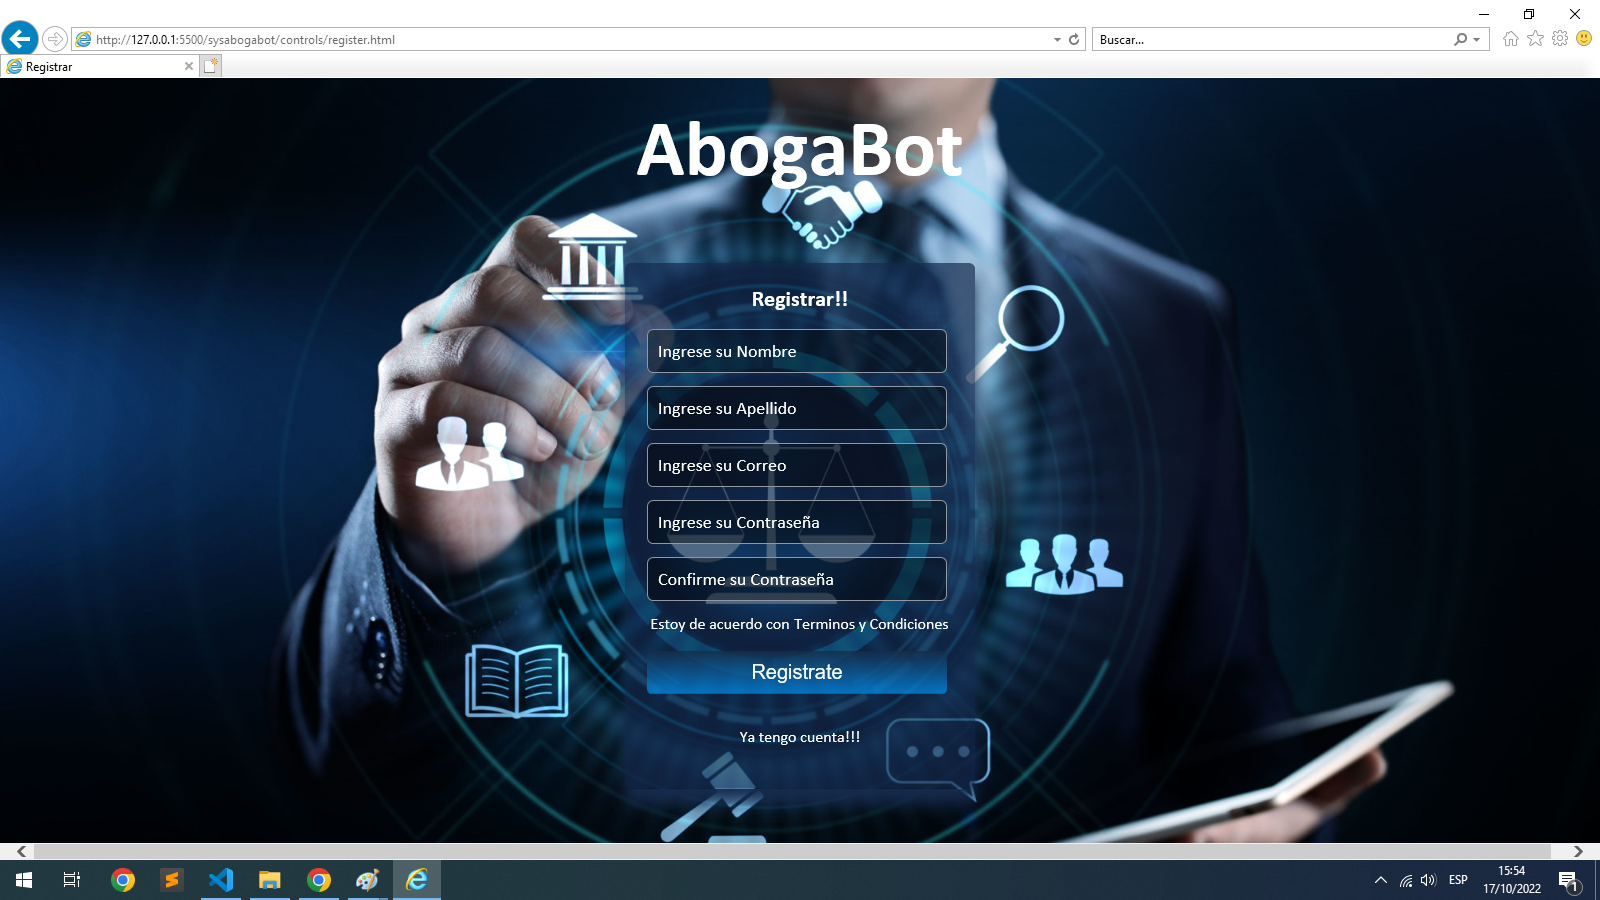 http://127.0.0.1:5500/sysabogabot/controls/register.html
Buscar...
Registrar
AbogaBot
Registrar!!
Ingrese su Nombre
Ingrese su Apellido
Ingrese su Correo
Ingrese su Contraseña
Confirme su Contraseña
Estoy de acuerdo con Terminos y Condiciones
Registrate
Ya tengo cuenta!!!
ESP
15:54
17/10/2022
1